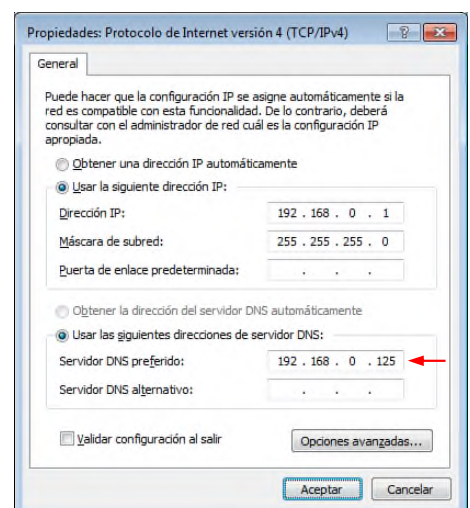 Propiedades: Protocolo de Internet versión 4 (TCP/IPv4)
General
Puede hacer que la configuración IP se asigne automáticamente si la
red es compatible con esta funcionalidad. De lo contrario, deberá
consultar con el administrador de red cuál es la configuración IP
apropiada.
Obtener una dirección IP automáticamente
Usar la siguiente dirección IP:
Dirección IP: 192 . 168 . 0 . 1
Máscara de subred: 255 . 255 . 255 . 0
Puerta de enlace predeterminada: . . .
Obtener la dirección del servidor DNS automáticamente
Usar las siguientes direcciones de servidor DNS:
Servidor DNS preferido: 192 . 168 . 0 . 125
Servidor DNS alternativo: . . .
Validar configuración al salir Opciones avanzadas...
Aceptar Cancelar